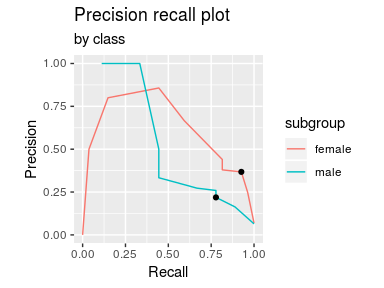 Precision recall plot
by class
1.00
0.75
0.50
0.25
0.00
Precision
0.00 0.25 0.50 0.75 1.00
Recall
subgroup
female
male